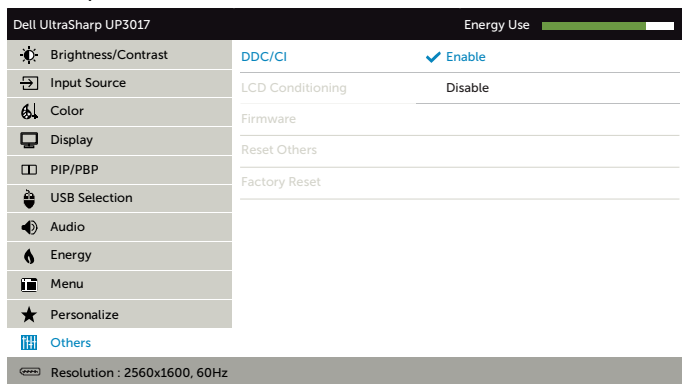 Dell UltraSharp UP3017 Energy Use
Brightness/Contrast DDC/CI Enable
Input Source LCD Conditioning Disable
Color Firmware
Display Reset Others
PIP/PBP Factory Reset
USB Selection
Audio
Energy
Menu
Personalize
Others
Resolution : 2560x1600, 60Hz